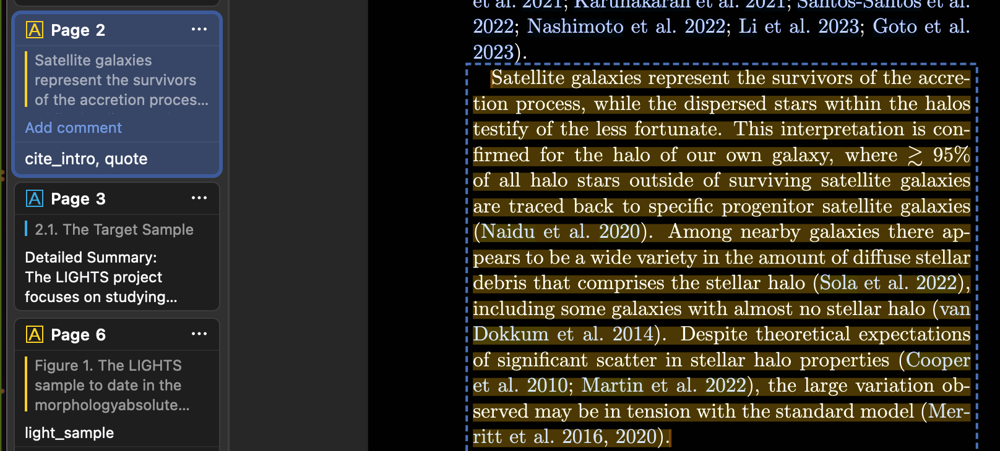 A Page 2 ...
Satellite galaxies
represent the survivors
of the accretion proces...
Add comment
cite_intro, quote
A Page 3 ...
2.1. The Target Sample
Detailed Summary:
The LIGHTS project
focuses on studying...
A Page 6 ...
Figure 1. The LIGHTS
sample to date in the
morphologyabsolute...
light_sample
et al. 2021; Karunakaran et al. 2021; Santos-Santos et al.
2022; Nashimoto et al. 2022; Li et al. 2023; Goto et al.
2023).
Satellite galaxies represent the survivors of the accre-
tion process, while the dispersed stars within the halos
testify of the less fortunate. This interpretation is con-
firmed for the halo of our own galaxy, where ≳ 95%
of all halo stars outside of surviving satellite galaxies
are traced back to specific progenitor satellite galaxies
(Naidu et al. 2020). Among nearby galaxies there ap-
pears to be a wide variety in the amount of diffuse stellar
debris that comprises the stellar halo (Sola et al. 2022),
including some galaxies with almost no stellar halo (van
Dokkum et al. 2014). Despite theoretical expectations
of significant scatter in stellar halo properties (Cooper
et al. 2010; Martin et al. 2022), the large variation ob-
served may be in tension with the standard model (Mer-
ritt et al. 2016, 2020).